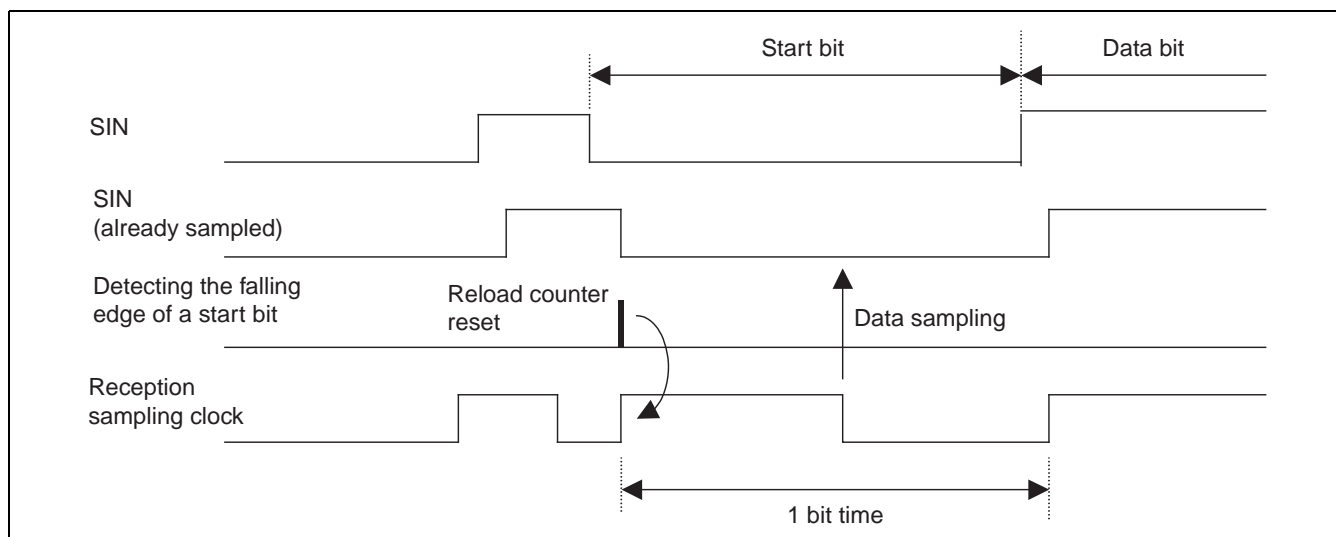 Start bit
Data bit
SIN
SIN
(already sampled)
Detecting the falling
edge of a start bit
Reload counter
reset
Data sampling
Reception
sampling clock
1 bit time